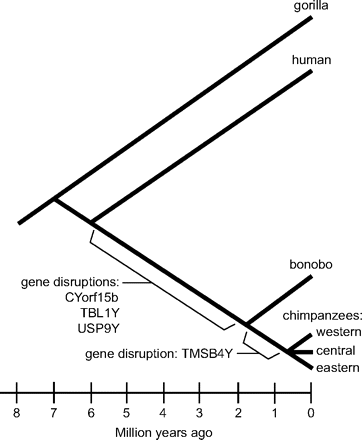 gorilla
human
bonobo
chimpanzees:
western
central
eastern
gene disruptions:
CYorf15b
TBL1Y
USP9Y
gene disruption: TMSB4Y
8 7 6 5 4 3 2 1 0
Million years ago